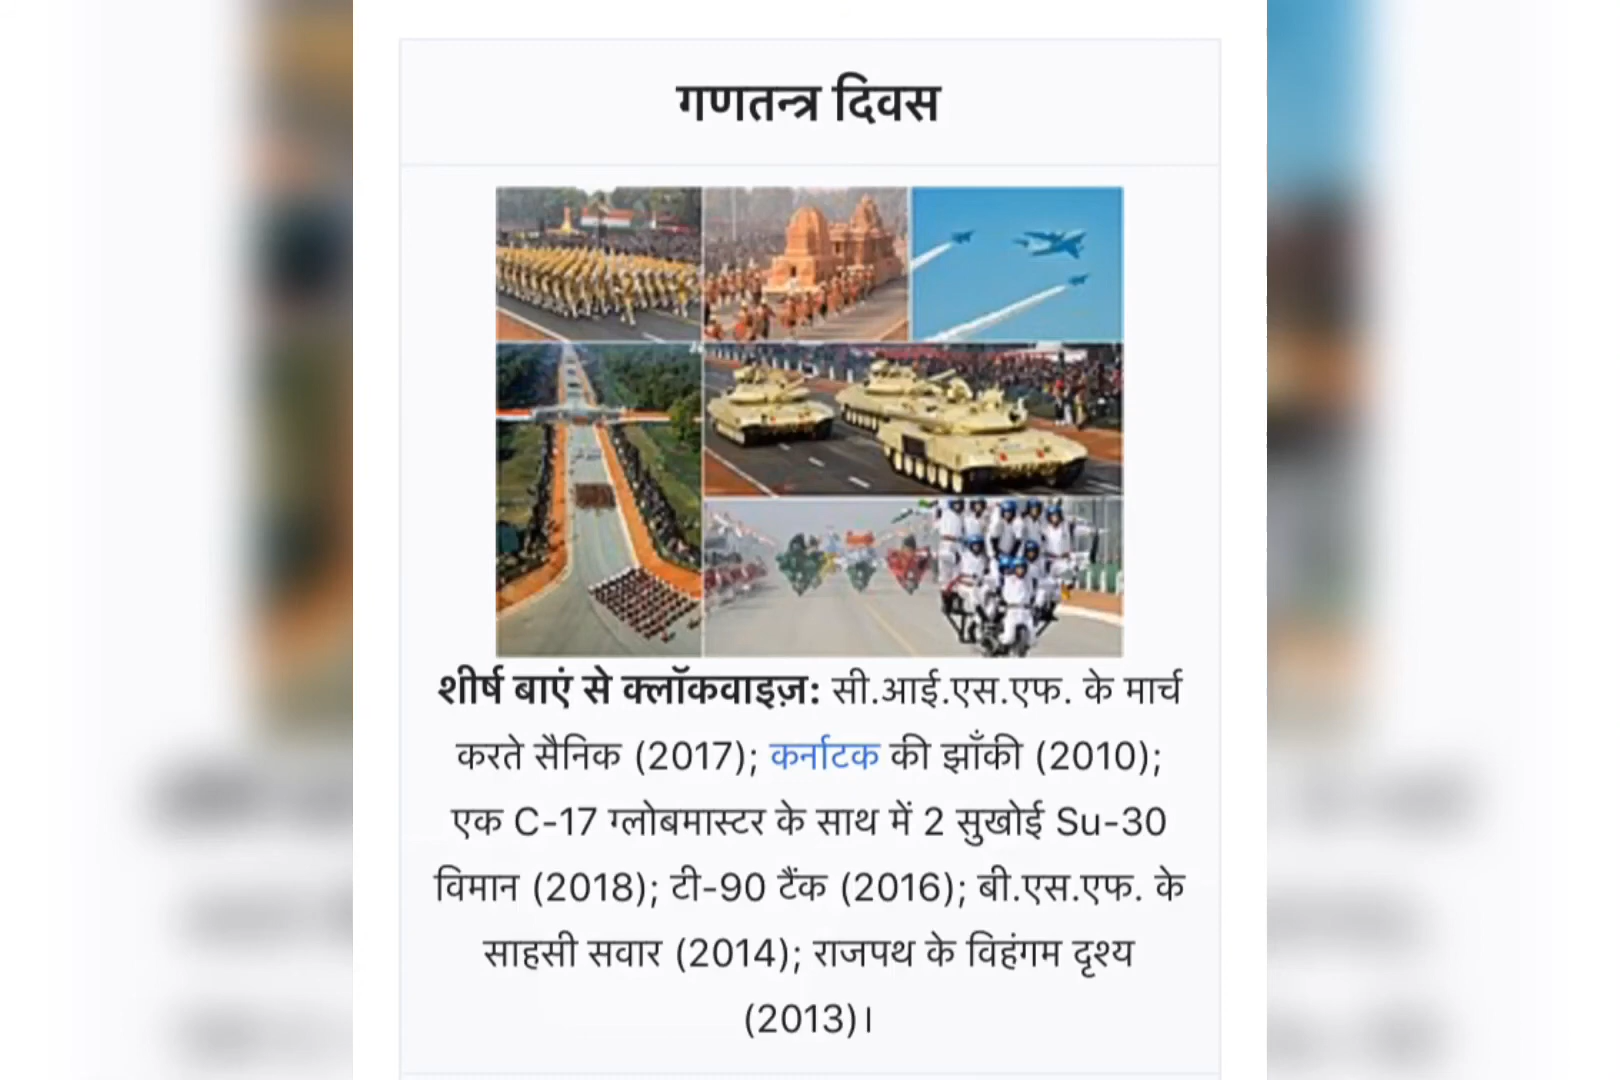 गणतन्त्र दिवस
शीर्ष बाएं से क्लॉकवाइज़: सी.आई.एस.एफ. के मार्च
करते सैनिक (2017); कर्नाटक की झाँकी (2010);
एक C-17 ग्लोबमास्टर के साथ में 2 सुखोई Su-30
विमान (2018); टी-90 टैंक (2016); बी.एस.एफ. के
साहसी सवार (2014); राजपथ के विहंगम दृश्य
(2013)।